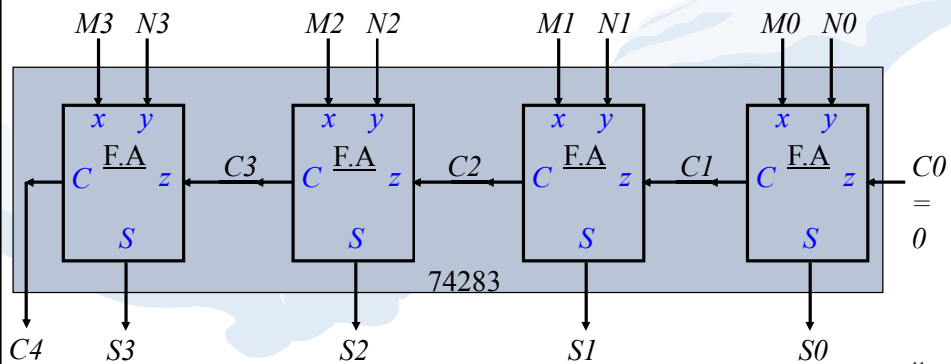 M3 N3 M2 N2 M1 N1 M0 N0
x y x y x y x y
F.A F.A F.A F.A
C z C3 C z C2 C z C1 C z C0
=
S S S S 0
74283
C4 S3 S2 S1 S0